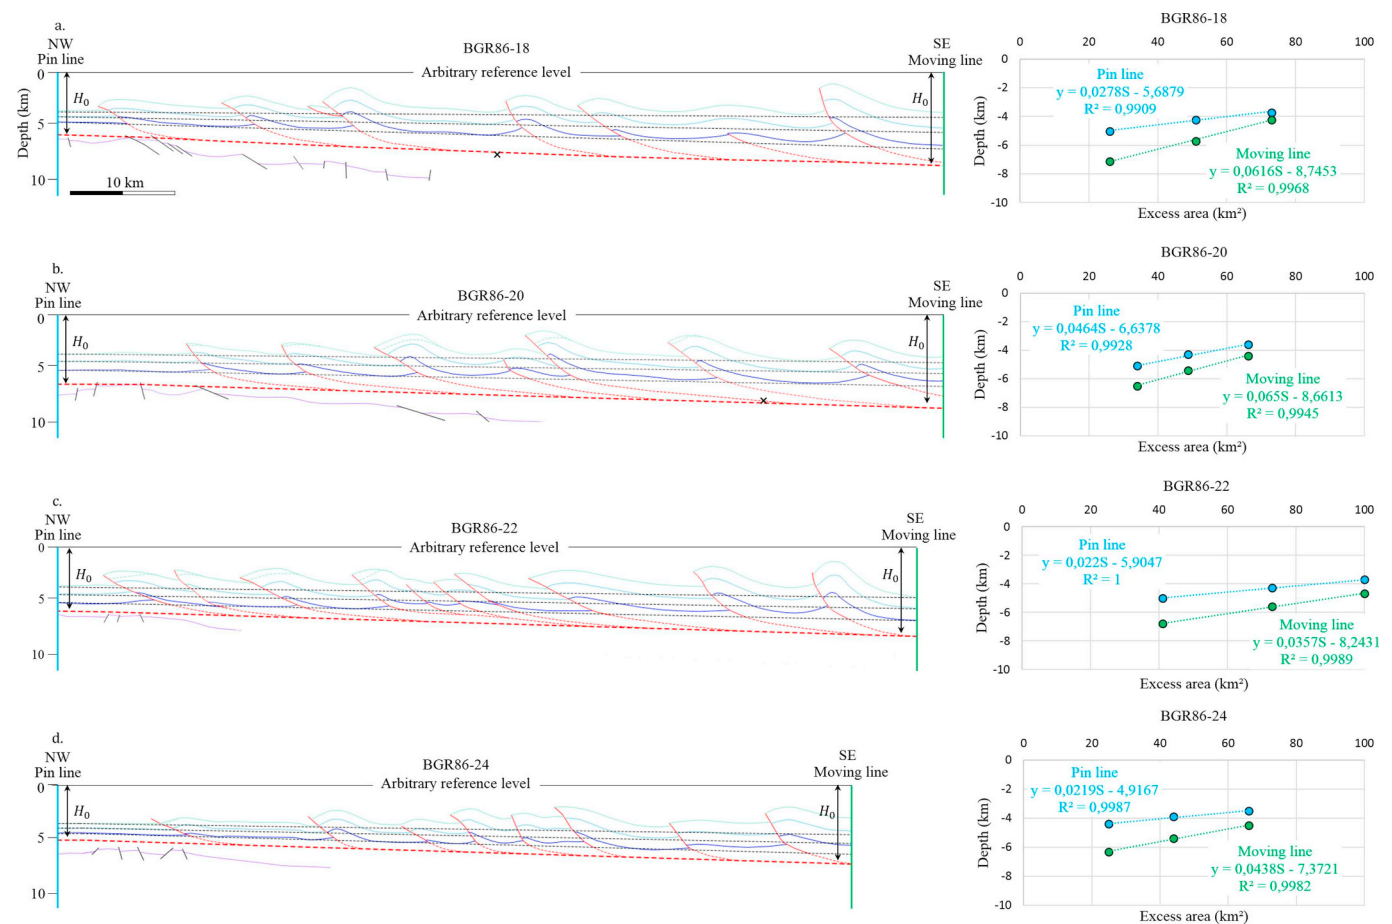 a.
NW
Pin line
BGR86-18
Arbitrary reference level
SE
Moving line
0
5
10
Depth (km)
H0
H0
10 km
BGR86-18
0 20 40 60 80 100
0
-2
-4
-6
-8
-10
Depth (km)
Pin line
y = 0,0278S - 5,6879
R² = 0,9909
Moving line
y = 0,0616S - 8,7453
R² = 0,9968
Excess area (km²)
b.
NW
Pin line
BGR86-20
Arbitrary reference level
SE
Moving line
0
5
10
H0
H0
BGR86-20
0 20 40 60 80 100
0
-2
-4
-6
-8
-10
Depth (km)
Pin line
y = 0,0464S - 6,6378
R² = 0,9928
Moving line
y = 0,065S - 8,6613
R² = 0,9945
Excess area (km²)
c.
NW
Pin line
BGR86-22
Arbitrary reference level
SE
Moving line
0
5
10
H0
H0
BGR86-22
0 20 40 60 80 100
0
-2
-4
-6
-8
-10
Depth (km)
Pin line
y = 0,022S - 5,9047
R² = 1
Moving line
y = 0,0357S - 8,2431
R² = 0,9989
Excess area (km²)
d.
NW
Pin line
BGR86-24
Arbitrary reference level
SE
Moving line
0
5
10
H0
H0
BGR86-24
0 20 40 60 80 100
0
-2
-4
-6
-8
-10
Depth (km)
Pin line
y = 0,0219S - 4,9167
R² = 0,9987
Moving line
y = 0,0438S - 7,3721
R² = 0,9982
Excess area (km²)